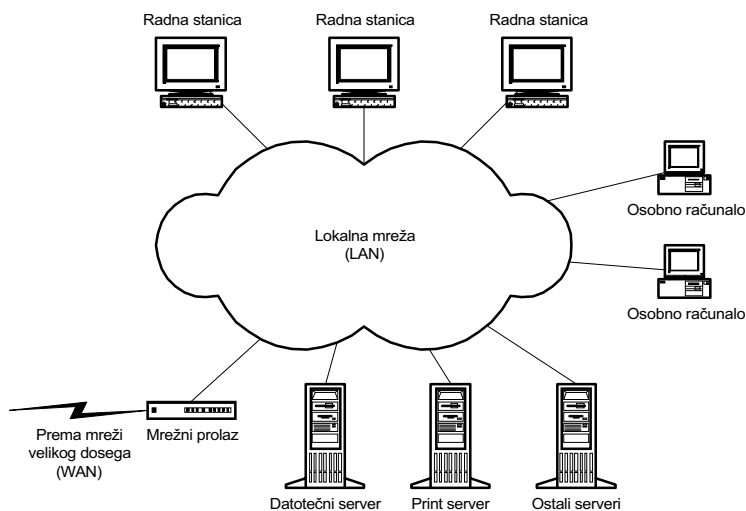 Radna stanica
Radna stanica
Radna stanica
Osobno računalo
Lokalna mreža
(LAN)
Osobno računalo
Prema mreži
velikog dosega
(WAN)
Mrežni prolaz
Datotečni server
Print server
Ostali serveri